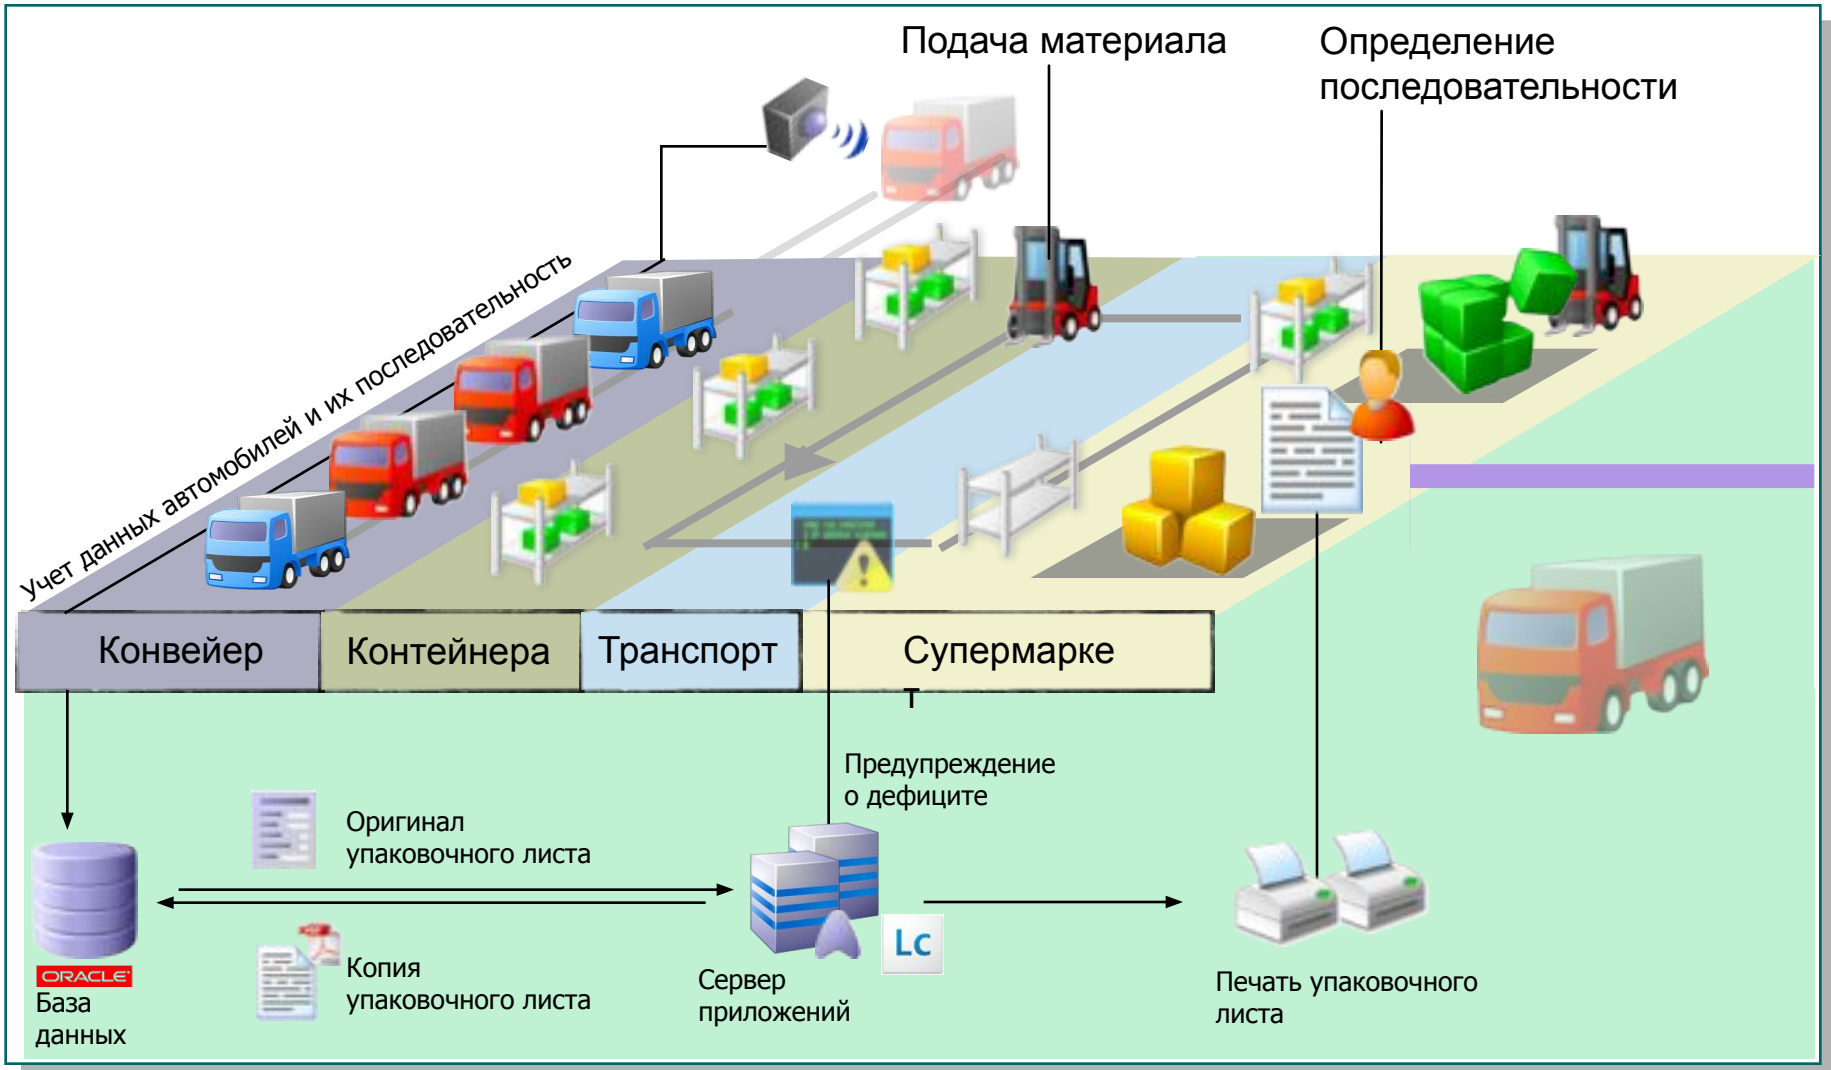 Подача материала
Определение
последовательности
Учет данных автомобилей и их последовательность
Конвейер
Контейнера
Транспорт
Супермарке
т
Предупреждение
о дефиците
Оригинал
упаковочного листа
Копия
упаковочного листа
ORACLE
База
данных
Lc
Сервер
приложений
Печать упаковочного
листа